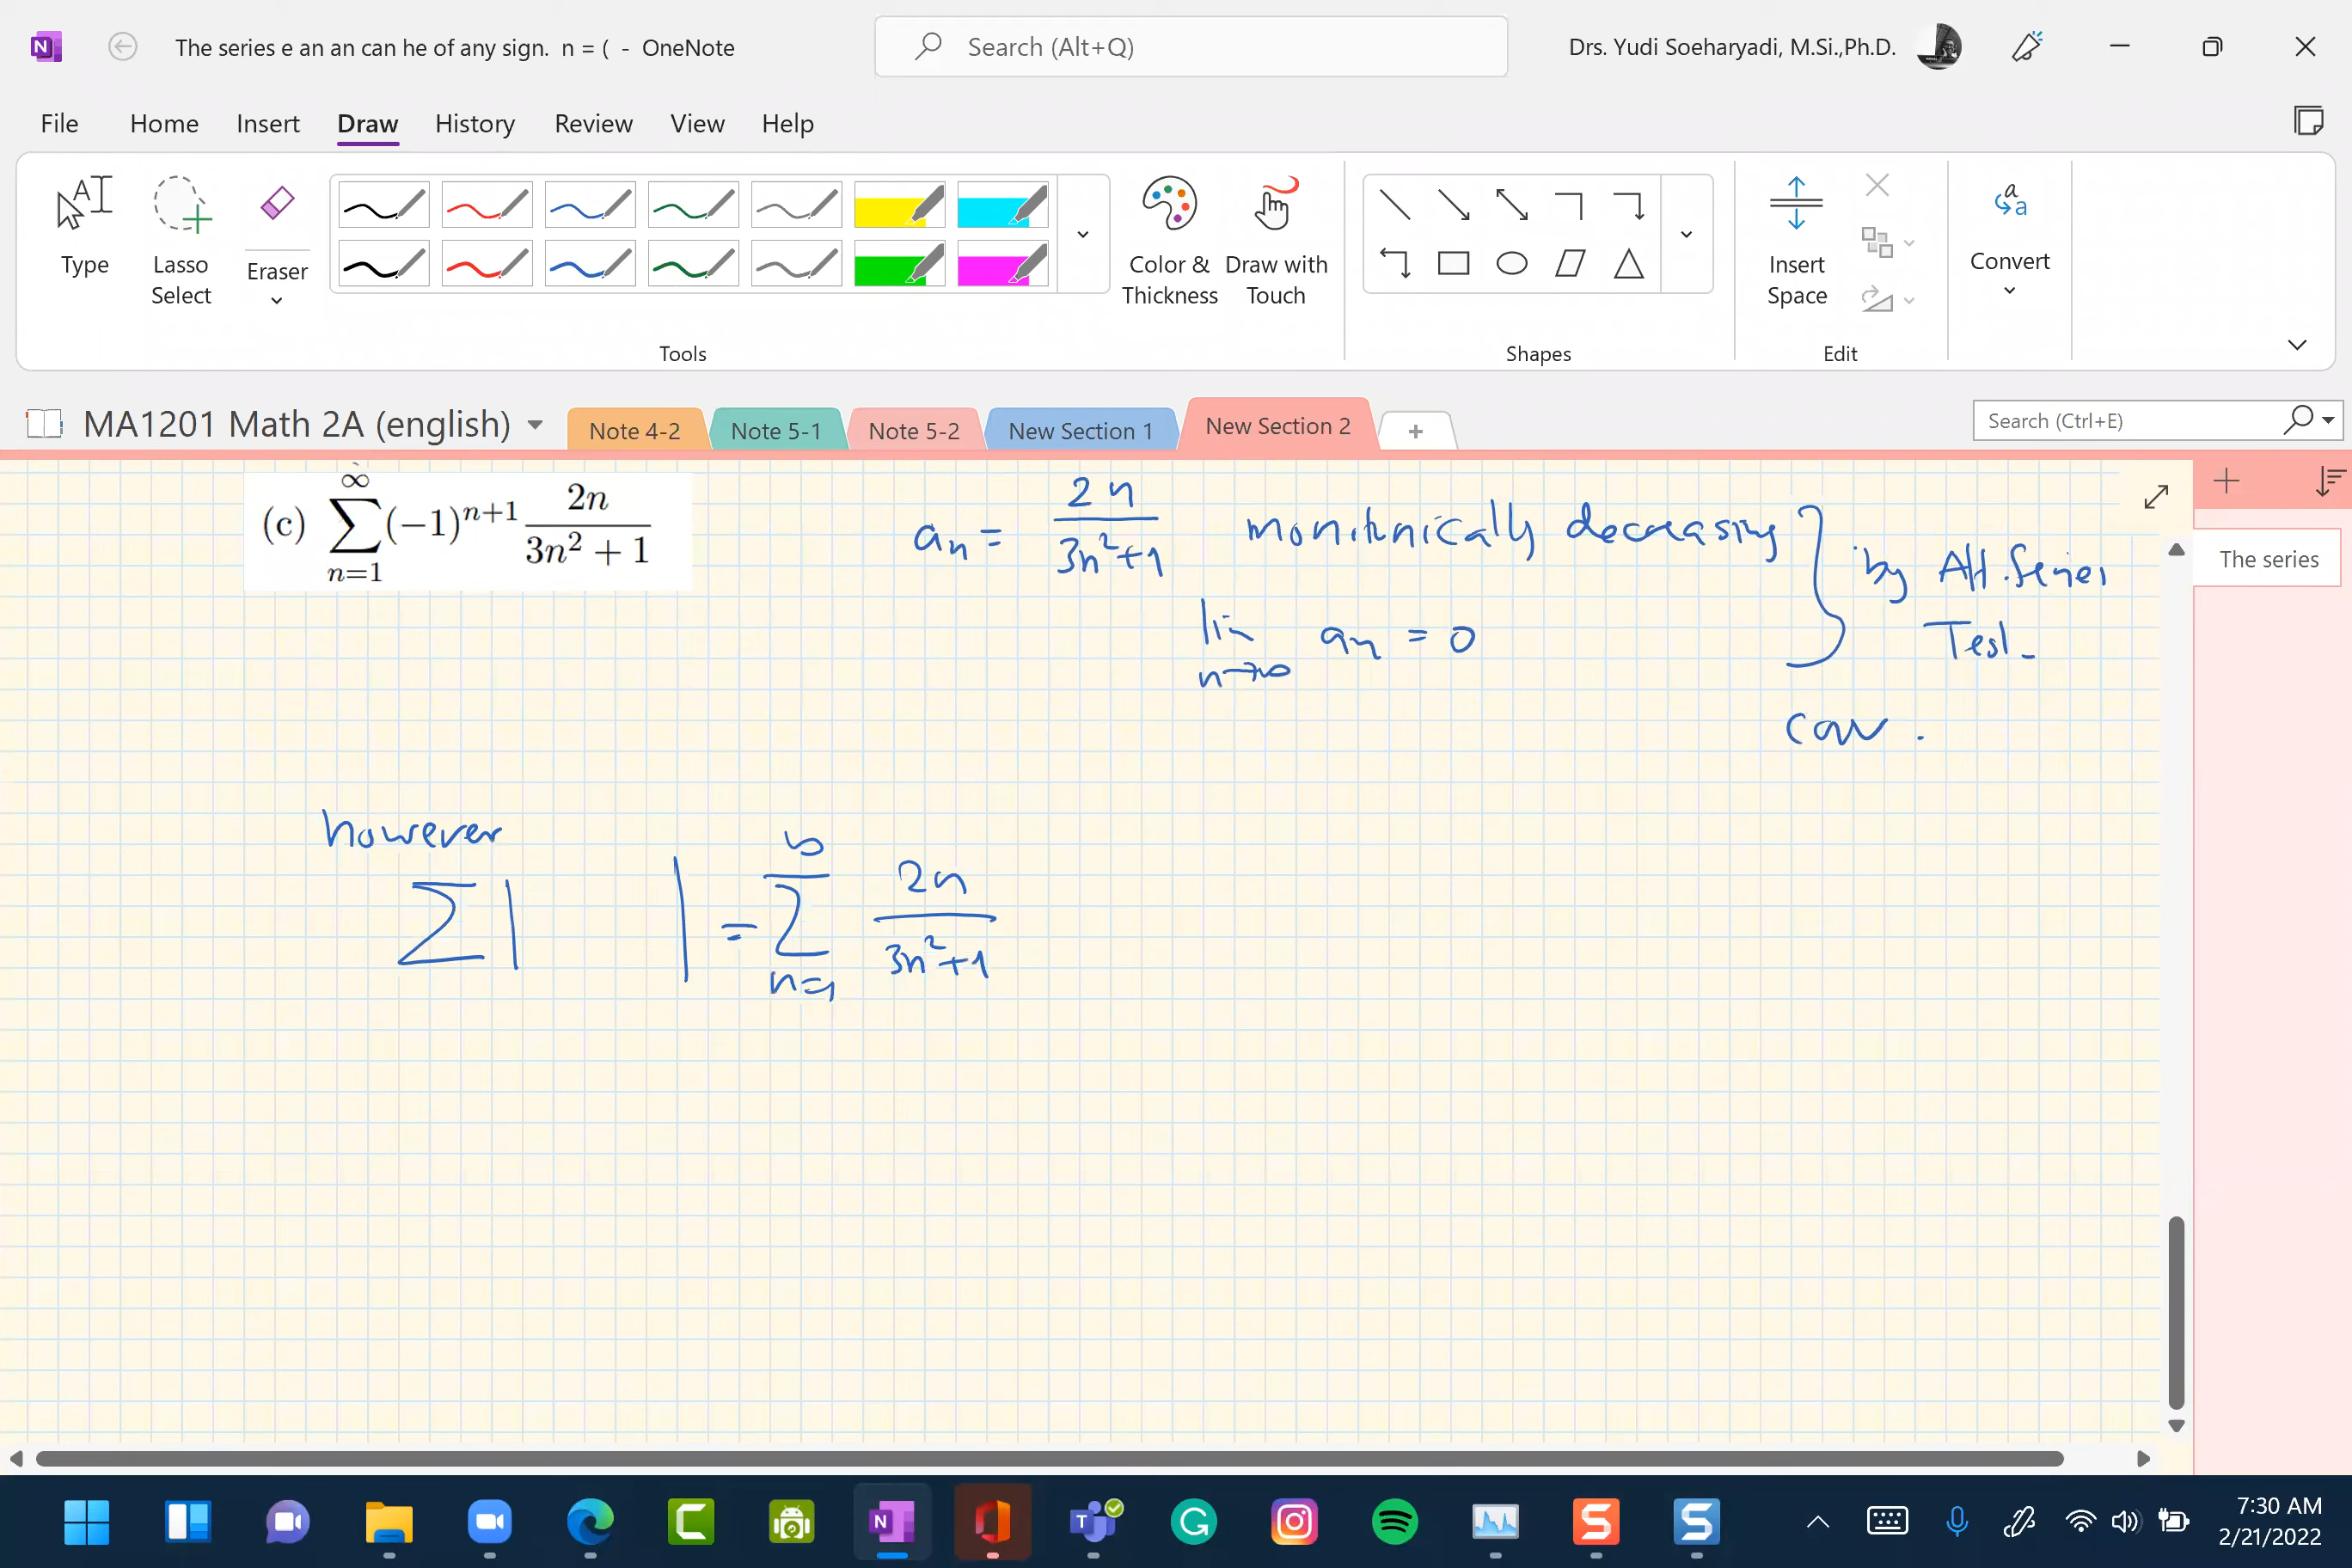 The series e an an can he of any sign. n = ( - OneNote
Search (Alt+Q)
Drs. Yudi Soeharyadi, M.Si.,Ph.D.
File Home Insert Draw History Review View Help
Type
Lasso Select
Eraser
Color & Thickness
Draw with Touch
Insert Space
Convert
Tools
Shapes
Edit
MA1201 Math 2A (english)
Note 4-2
Note 5-1
Note 5-2
New Section 1
New Section 2
Search (Ctrl+E)
The series
(c) ∑_{n=1}^{∞} (−1)^{n+1} 2n / (3n² + 1)
a_n = 2n / (3n²+1) decreasing
lim_{n→∞} a_n = 0
by Alt. Series
Test
conv.
however
∑ | | = ∑_{n=1}^{∞} 2n / (3n²+1)
7:30 AM
2/21/2022